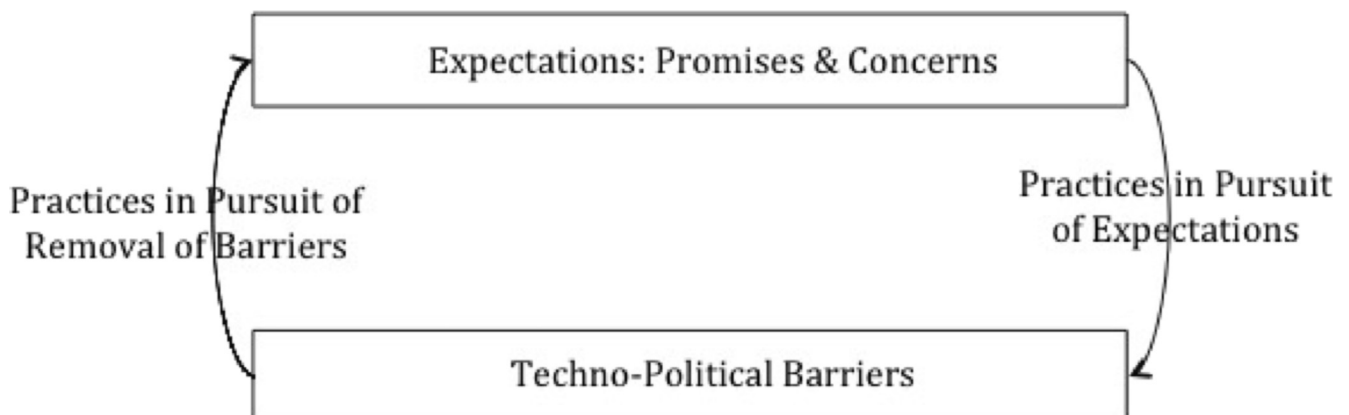 Expectations: Promises & Concerns
Practices in Pursuit of
Removal of Barriers
Practices in Pursuit
of Expectations
Techno-Political Barriers